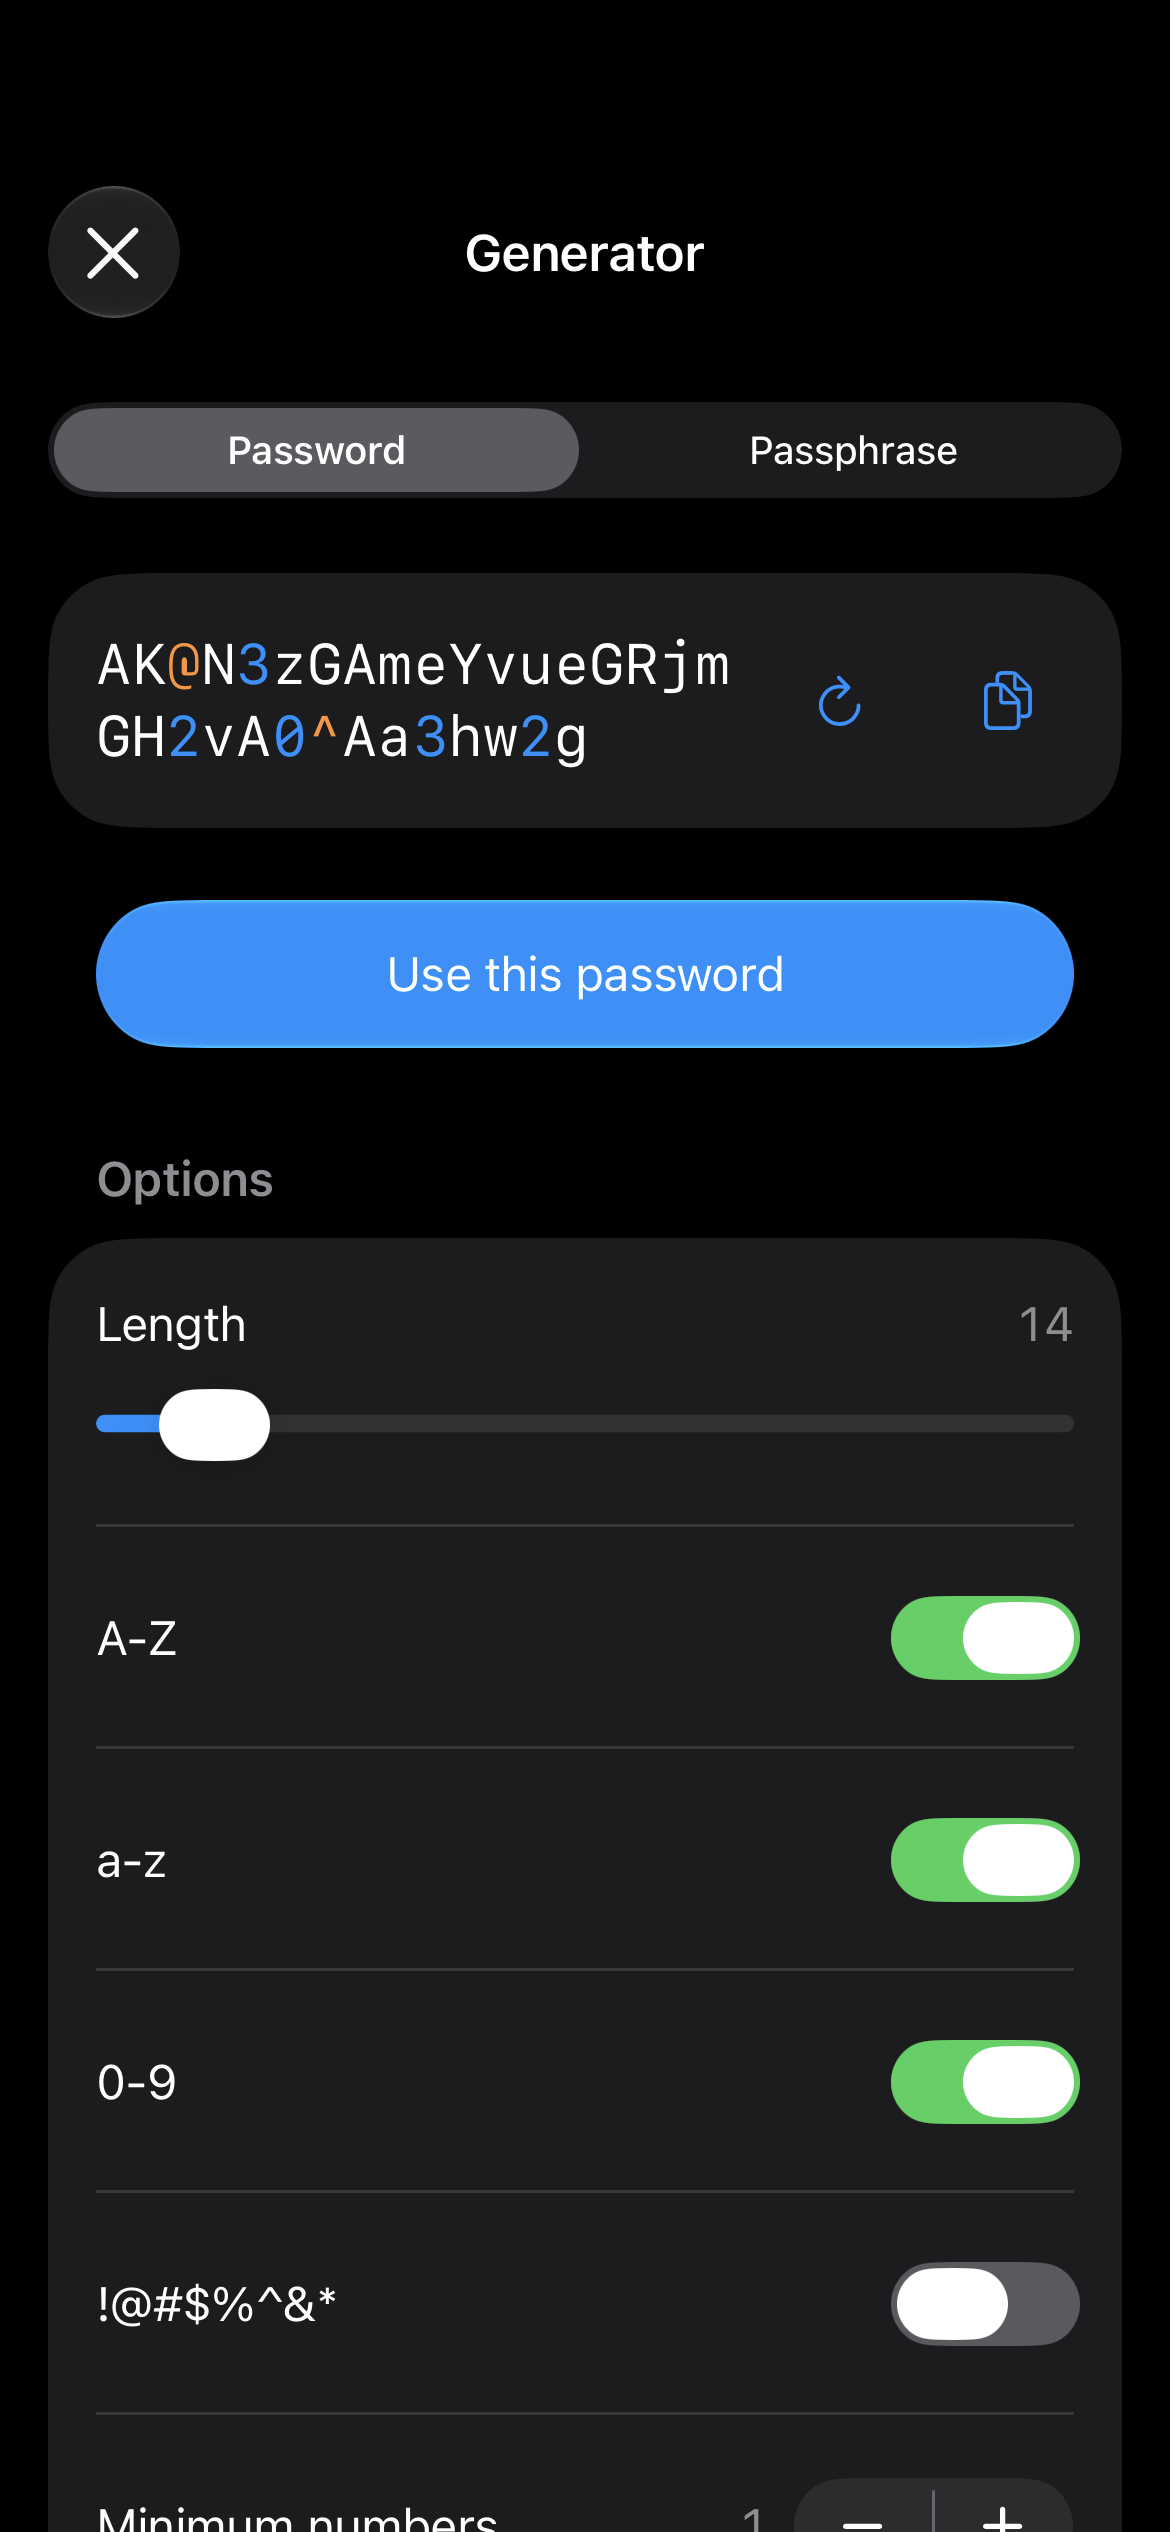 Generator
Password Passphrase
AK@N3zGAmeYvueGRjm
GH2vA0^Aa3hw2g
Use this password
Options
Length 14
A-Z
a-z
0-9
!@#$%^&*
Minimum numbers 1